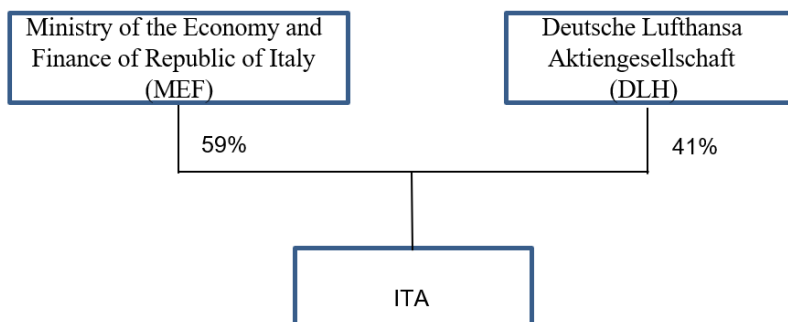 Ministry of the Economy and
Finance of Republic of Italy
(MEF)
Deutsche Lufthansa
Aktiengesellschaft
(DLH)
59%
41%
ITA